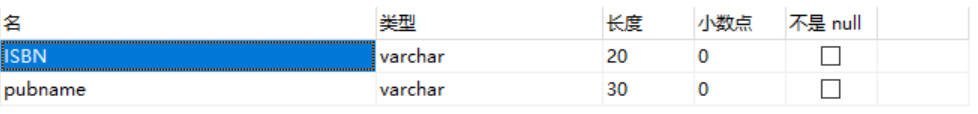 名 类型 长度 小数点 不是 null
ISBN varchar 20 0
pubname varchar 30 0